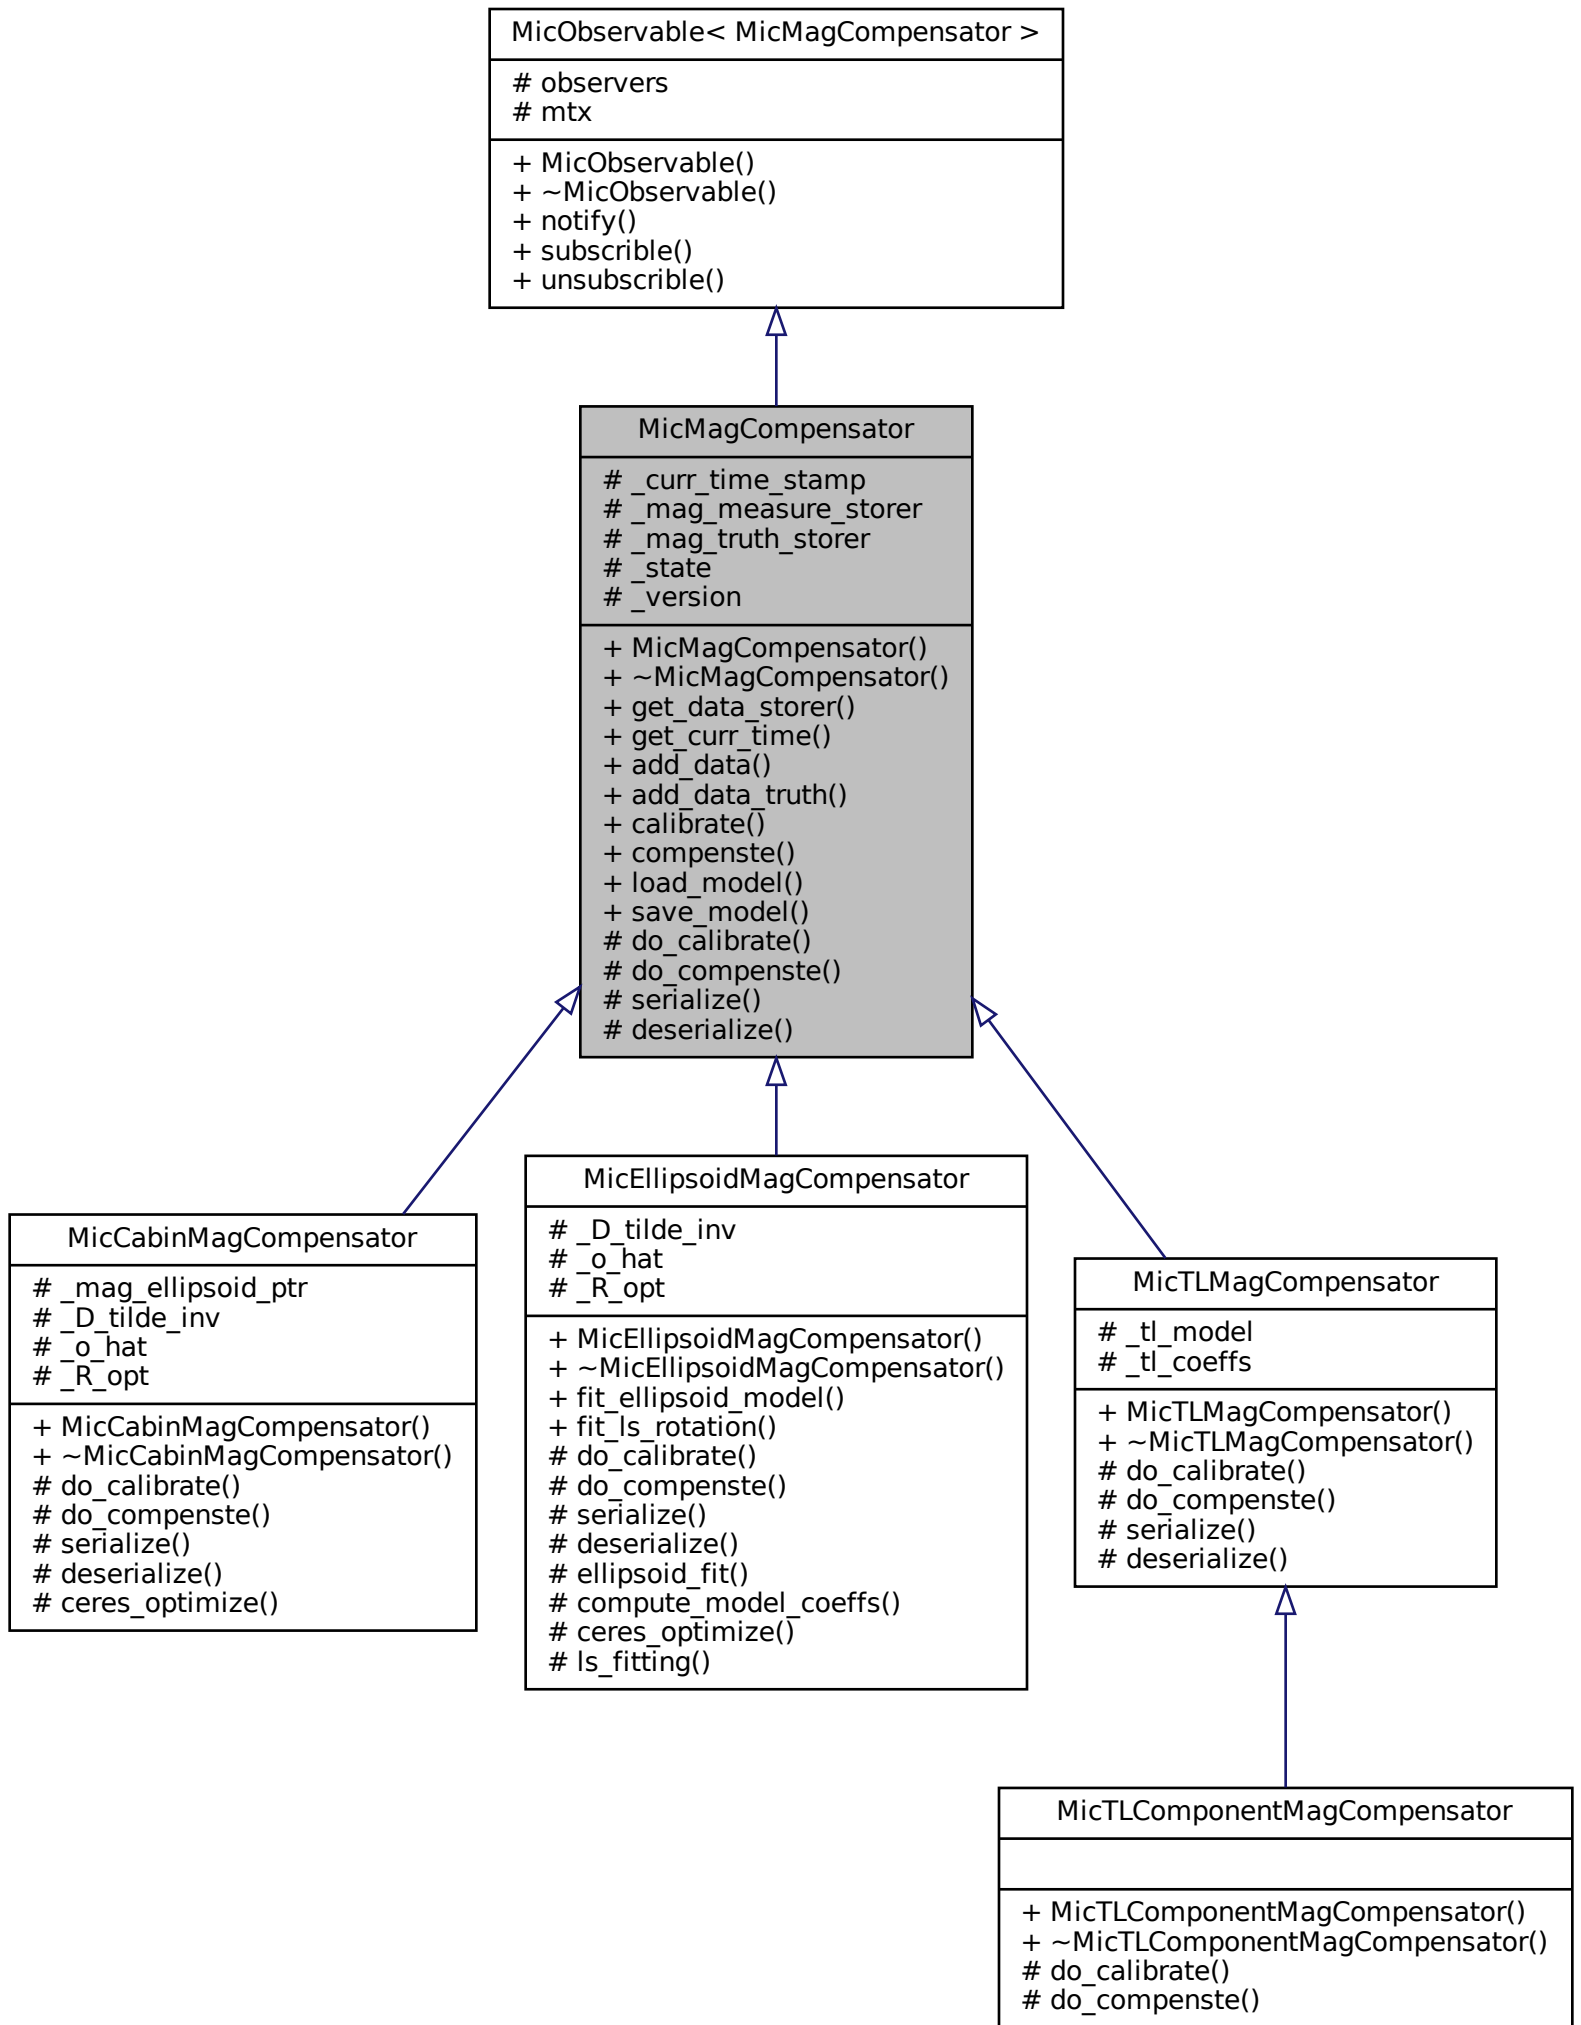 MicObservable< MicMagCompensator >
# observers
# mtx
+ MicObservable()
+ ~MicObservable()
+ notify()
+ subscrible()
+ unsubscrible()
MicMagCompensator
# _curr_time_stamp
# _mag_measure_storer
# _mag_truth_storer
# _state
# _version
+ MicMagCompensator()
+ ~MicMagCompensator()
+ get_data_storer()
+ get_curr_time()
+ add_data()
+ add_data_truth()
+ calibrate()
+ compenste()
+ load_model()
+ save_model()
# do_calibrate()
# do_compenste()
# serialize()
# deserialize()
MicCabinMagCompensator
# _mag_ellipsoid_ptr
# _D_tilde_inv
# _o_hat
# _R_opt
+ MicCabinMagCompensator()
+ ~MicCabinMagCompensator()
# do_calibrate()
# do_compenste()
# serialize()
# deserialize()
# ceres_optimize()
MicEllipsoidMagCompensator
# _D_tilde_inv
# _o_hat
# _R_opt
+ MicEllipsoidMagCompensator()
+ ~MicEllipsoidMagCompensator()
+ fit_ellipsoid_model()
+ fit_ls_rotation()
# do_calibrate()
# do_compenste()
# serialize()
# deserialize()
# ellipsoid_fit()
# compute_model_coeffs()
# ceres_optimize()
# ls_fitting()
MicTLMagCompensator
# _tl_model
# _tl_coeffs
+ MicTLMagCompensator()
+ ~MicTLMagCompensator()
# do_calibrate()
# do_compenste()
# serialize()
# deserialize()
MicTLComponentMagCompensator
+ MicTLComponentMagCompensator()
+ ~MicTLComponentMagCompensator()
# do_calibrate()
# do_compenste()